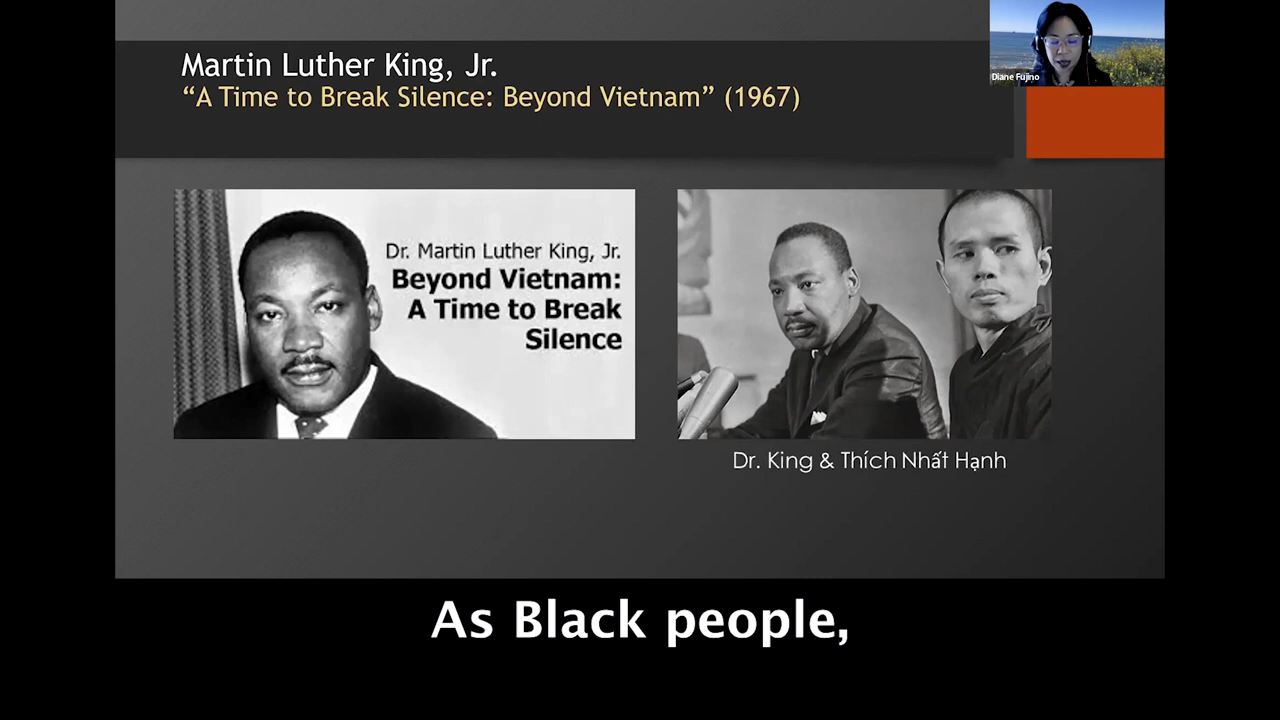 Martin Luther King, Jr.
“A Time to Break Silence: Beyond Vietnam” (1967)
Diane Fujino
Dr. Martin Luther King, Jr.
Beyond Vietnam:
A Time to Break
Silence
Dr. King & Thích Nhất Hạnh
As Black people,